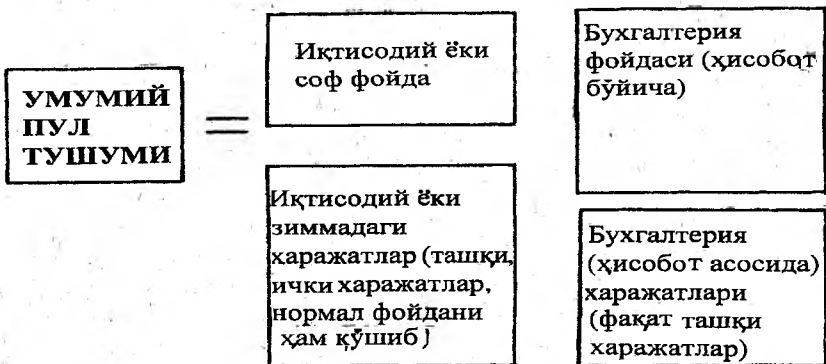 УМУМИЙ
ПУЛ
ТУШУМИ
=
Иқтисодий ёки
соф фойда
Иқтисодий ёки
зиммадаги
харажатлар (ташқи,
ички харажатлар,
нормал фойдани
ҳам қўшиб)
Бухгалтерия
фойдаси (ҳисобот
бўйича)
Бухгалтерия
(ҳисобот асосида)
харажатлари
(фақат ташқи
харажатлар)